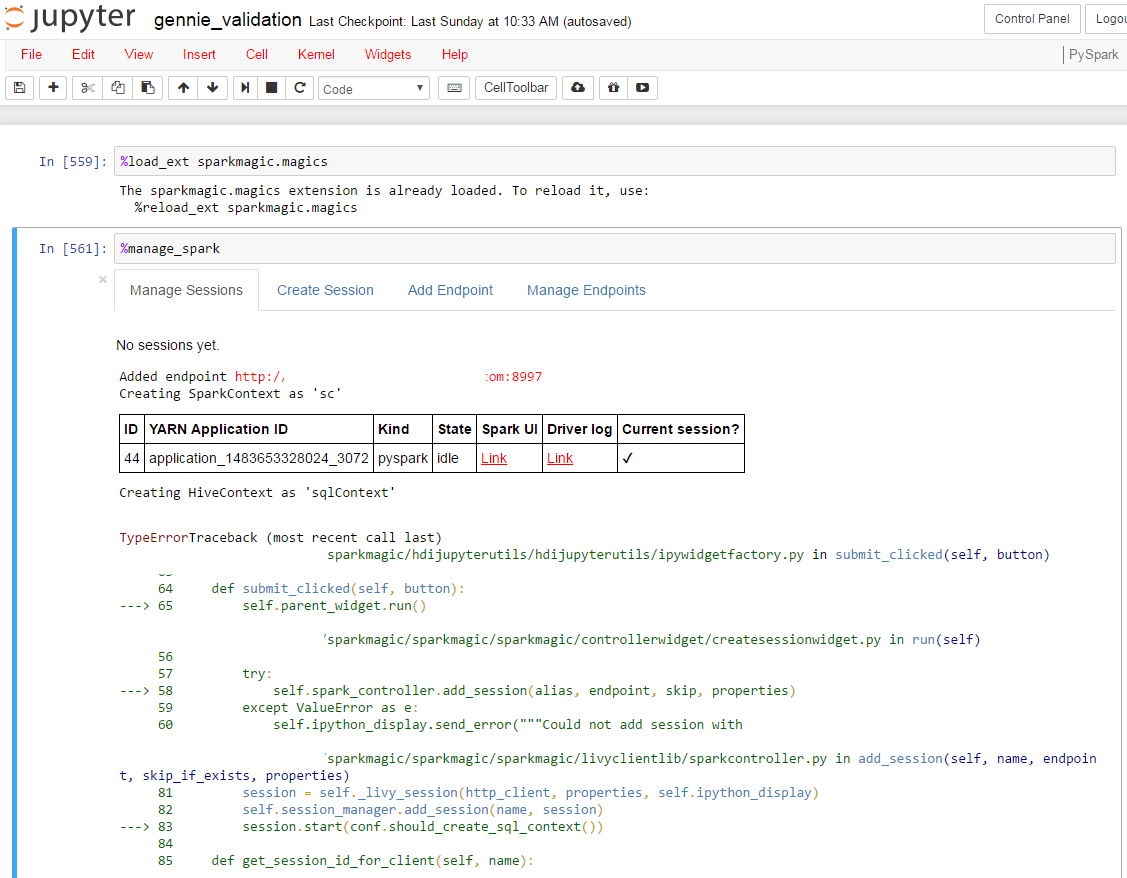 jupyter gennie_validation Last Checkpoint: Last Sunday at 10:33 AM (autosaved) Control Panel
File Edit View Insert Cell Kernel Widgets Help PySpark
Code CellToolbar
In [559]: %load_ext sparkmagic.magics
The sparkmagic.magics extension is already loaded. To reload it, use:
%reload_ext sparkmagic.magics
In [561]: %manage_spark
× Manage Sessions Create Session Add Endpoint Manage Endpoints
No sessions yet.
Added endpoint http:/ om:8997
Creating SparkContext as 'sc'
ID YARN Application ID Kind State Spark UI Driver log Current session?
44 application_1483653328024_3072 pyspark idle Link Link ✓
Creating HiveContext as 'sqlContext'
TypeErrorTraceback (most recent call last)
sparkmagic/hdijupyterutils/hdijupyterutils/ipywidgetfactory.py in submit_clicked(self, button)
64 def submit_clicked(self, button):
---> 65 self.parent_widget.run()
/sparkmagic/sparkmagic/sparkmagic/controllerwidget/createsessionwidget.py in run(self)
56
57 try:
---> 58 self.spark_controller.add_session(alias, endpoint, skip, properties)
59 except ValueError as e:
60 self.ipython_display.send_error("""Could not add session with
/sparkmagic/sparkmagic/sparkmagic/livyclientlib/sparkcontroller.py in add_session(self, name, endpoin
t, skip_if_exists, properties)
81 session = self._livy_session(http_client, properties, self.ipython_display)
82 self.session_manager.add_session(name, session)
---> 83 session.start(conf.should_create_sql_context())
84
85 def get_session_id_for_client(self, name):